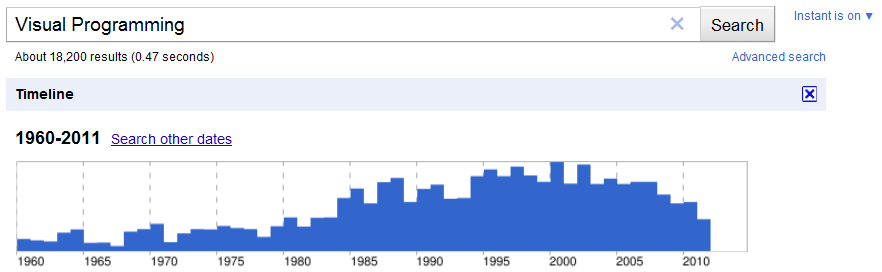 Visual Programming Search Instant is on ▼
About 18,200 results (0.47 seconds) Advanced search
Timeline
1960-2011 Search other dates
1960 1965 1970 1975 1980 1985 1990 1995 2000 2005 2010